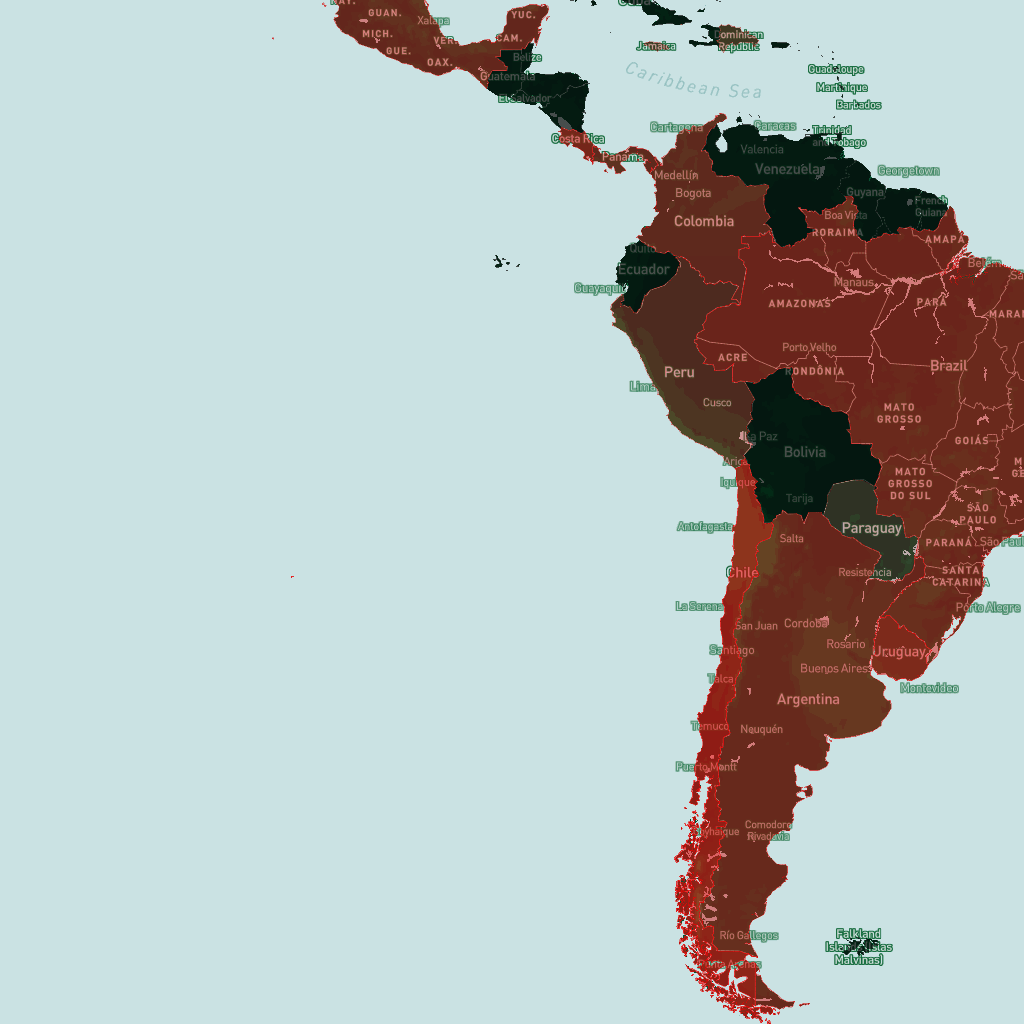 GUAN.
YUC.
Xalapa
MICH.
VER.
CAM.
GUE.
OAX.
Belize
Guatemala
El Salvador
Costa Rica
Panama
Jamaica
Dominican
Republic
Guadeloupe
Martinique
Barbados
Caribbean Sea
Cartagena
Caracas
Trinidad
and Tobago
Valencia
Venezuela
Georgetown
Medellín
Bogota
Guyana
French
Guiana
Colombia
Boa Vista
RORAIMA
AMAPÁ
Quito
Ecuador
Belém
Manaus
Guayaquil
AMAZONAS
PARÁ
Porto Velho
ACRE
RONDÔNIA
Brazil
Peru
Lima
Cusco
MATO
GROSSO
La Paz
Bolivia
GOIÁS
Arica
Iquique
MATO
GROSSO
DO SUL
Tarija
SÃO
PAULO
Antofagasta
Paraguay
Salta
PARANÁ
Chile
Resistencia
SANTA
CATARINA
La Serena
Porto Alegre
San Juan
Cordoba
Santiago
Rosario
Uruguay
Buenos Aires
Talca
Montevideo
Argentina
Temuco
Neuquén
Puerto Montt
Coyhaique
Comodoro
Rivadavia
Río Gallegos
Falkland
Islands (Islas
Malvinas)
Punta Arenas